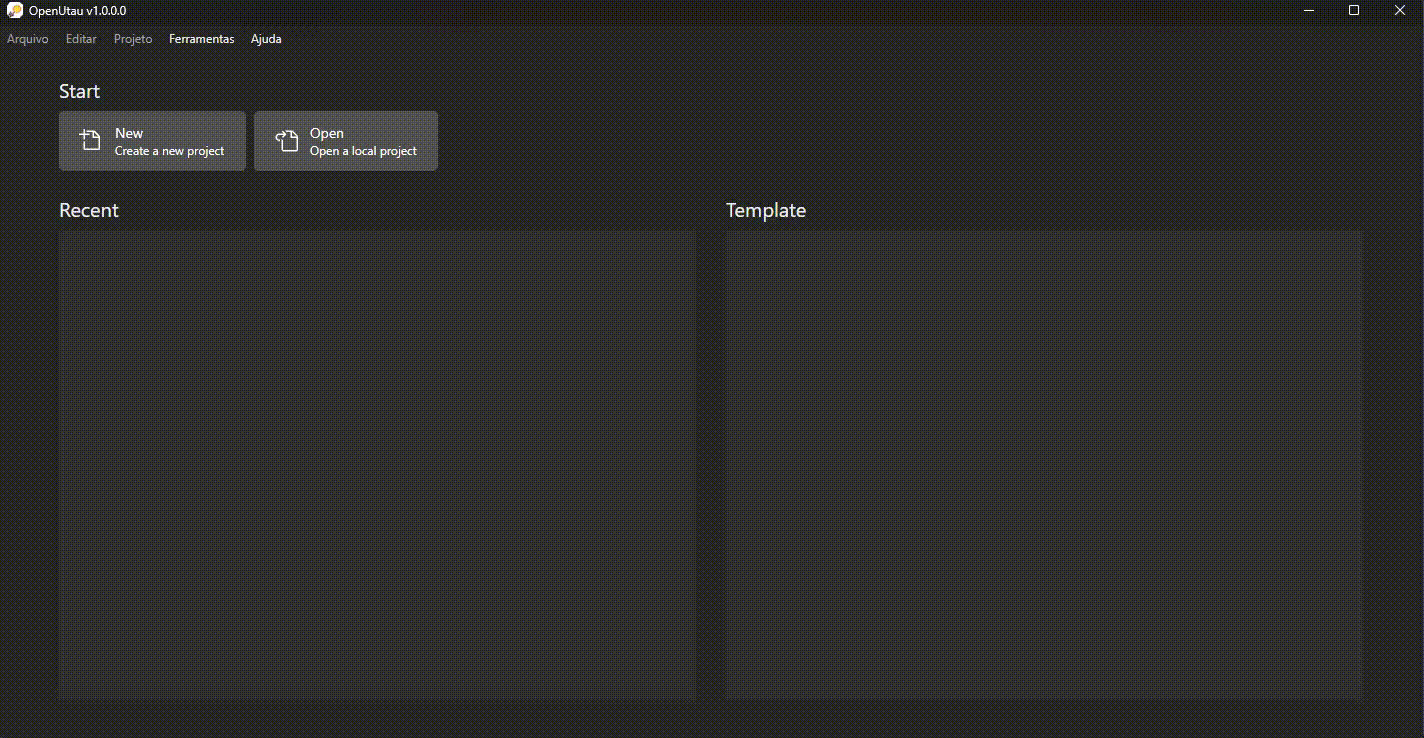 OpenUtau v1.0.0.0
Arquivo Editar Projeto Ferramentas Ajuda
Start
New
Create a new project
Open
Open a local project
Recent
Template